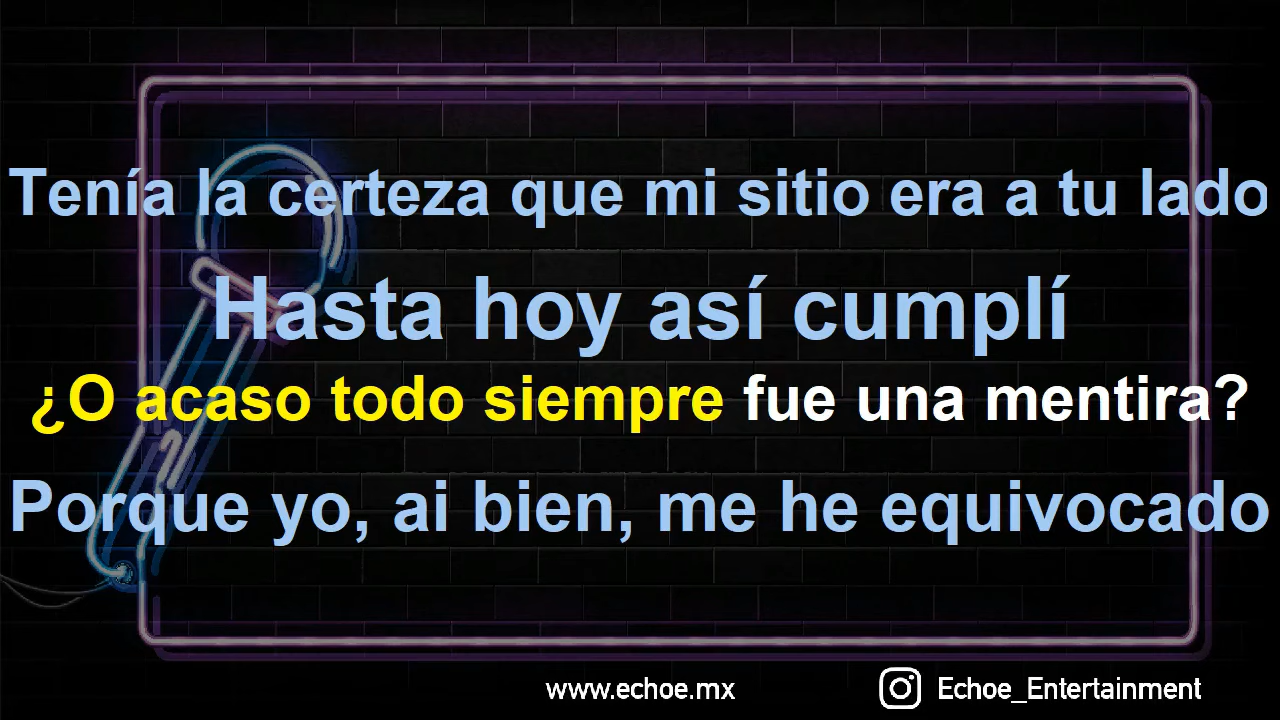 Tenía la certeza que mi sitio era a tu lado
Hasta hoy así cumplí
¿O acaso todo siempre fue una mentira?
Porque yo, ai bien, me he equivocado
www.echoe.mx
Echoe_Entertainment